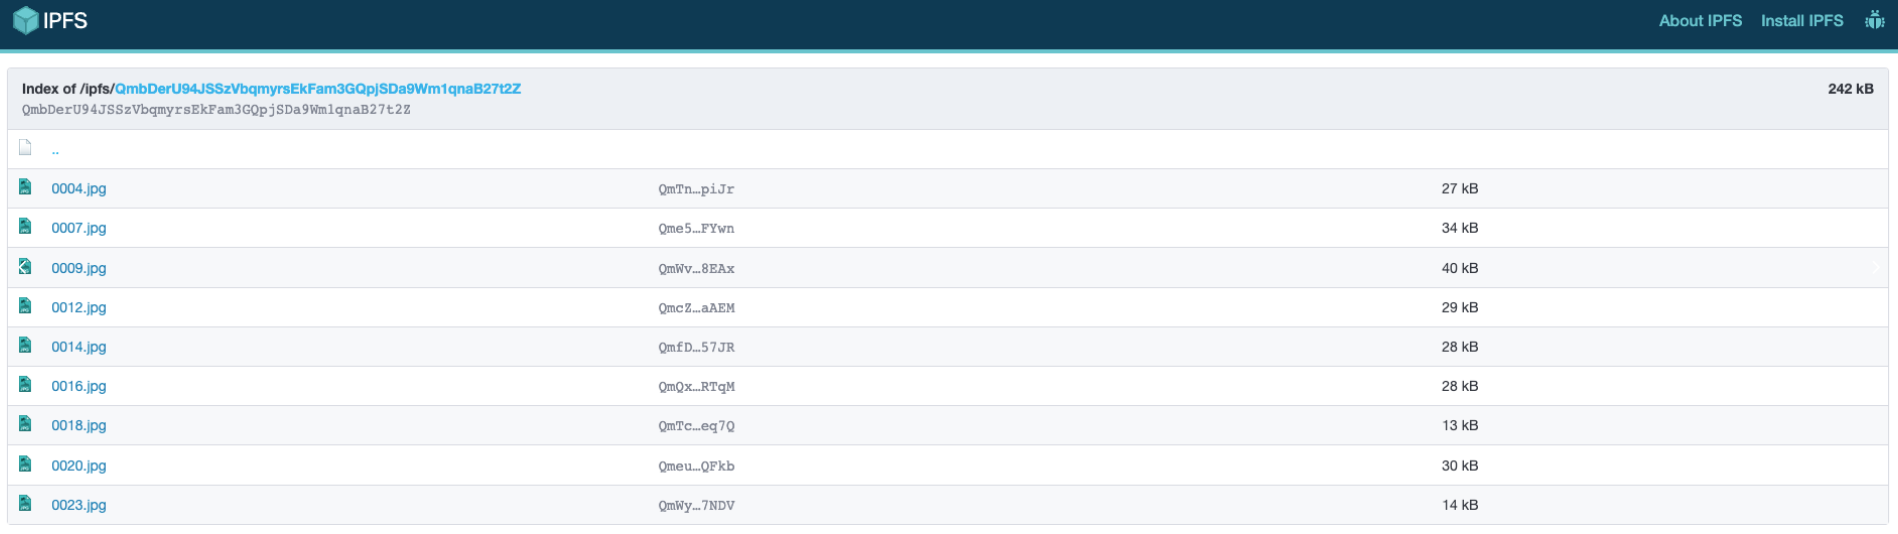 IPFS About IPFS Install IPFS
Index of /ipfs/QmbDerU94JSSzVbqmyrsEkFam3GQpjSDa9Wm1qnaB27t2Z 242 kB
QmbDerU94JSSzVbqmyrsEkFam3GQpjSDa9Wm1qnaB27t2Z
..
0004.jpg QmTn…piJr 27 kB
0007.jpg Qme5…FYwn 34 kB
0009.jpg QmWv…8EAx 40 kB
0012.jpg QmcZ…aAEM 29 kB
0014.jpg QmfD…57JR 28 kB
0016.jpg QmQx…RTqM 28 kB
0018.jpg QmTc…eq7Q 13 kB
0020.jpg Qmeu…QFkb 30 kB
0023.jpg QmWy…7NDV 14 kB